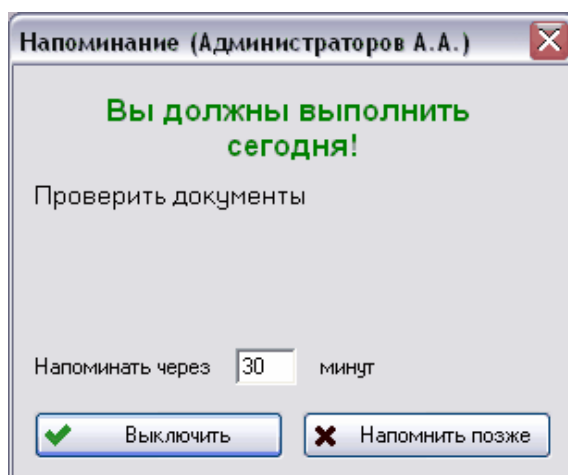 Напоминание (Администраторов А.А.)
Вы должны выполнить
сегодня!
Проверить документы
Напоминать через 30 минут
Выключить Напомнить позже